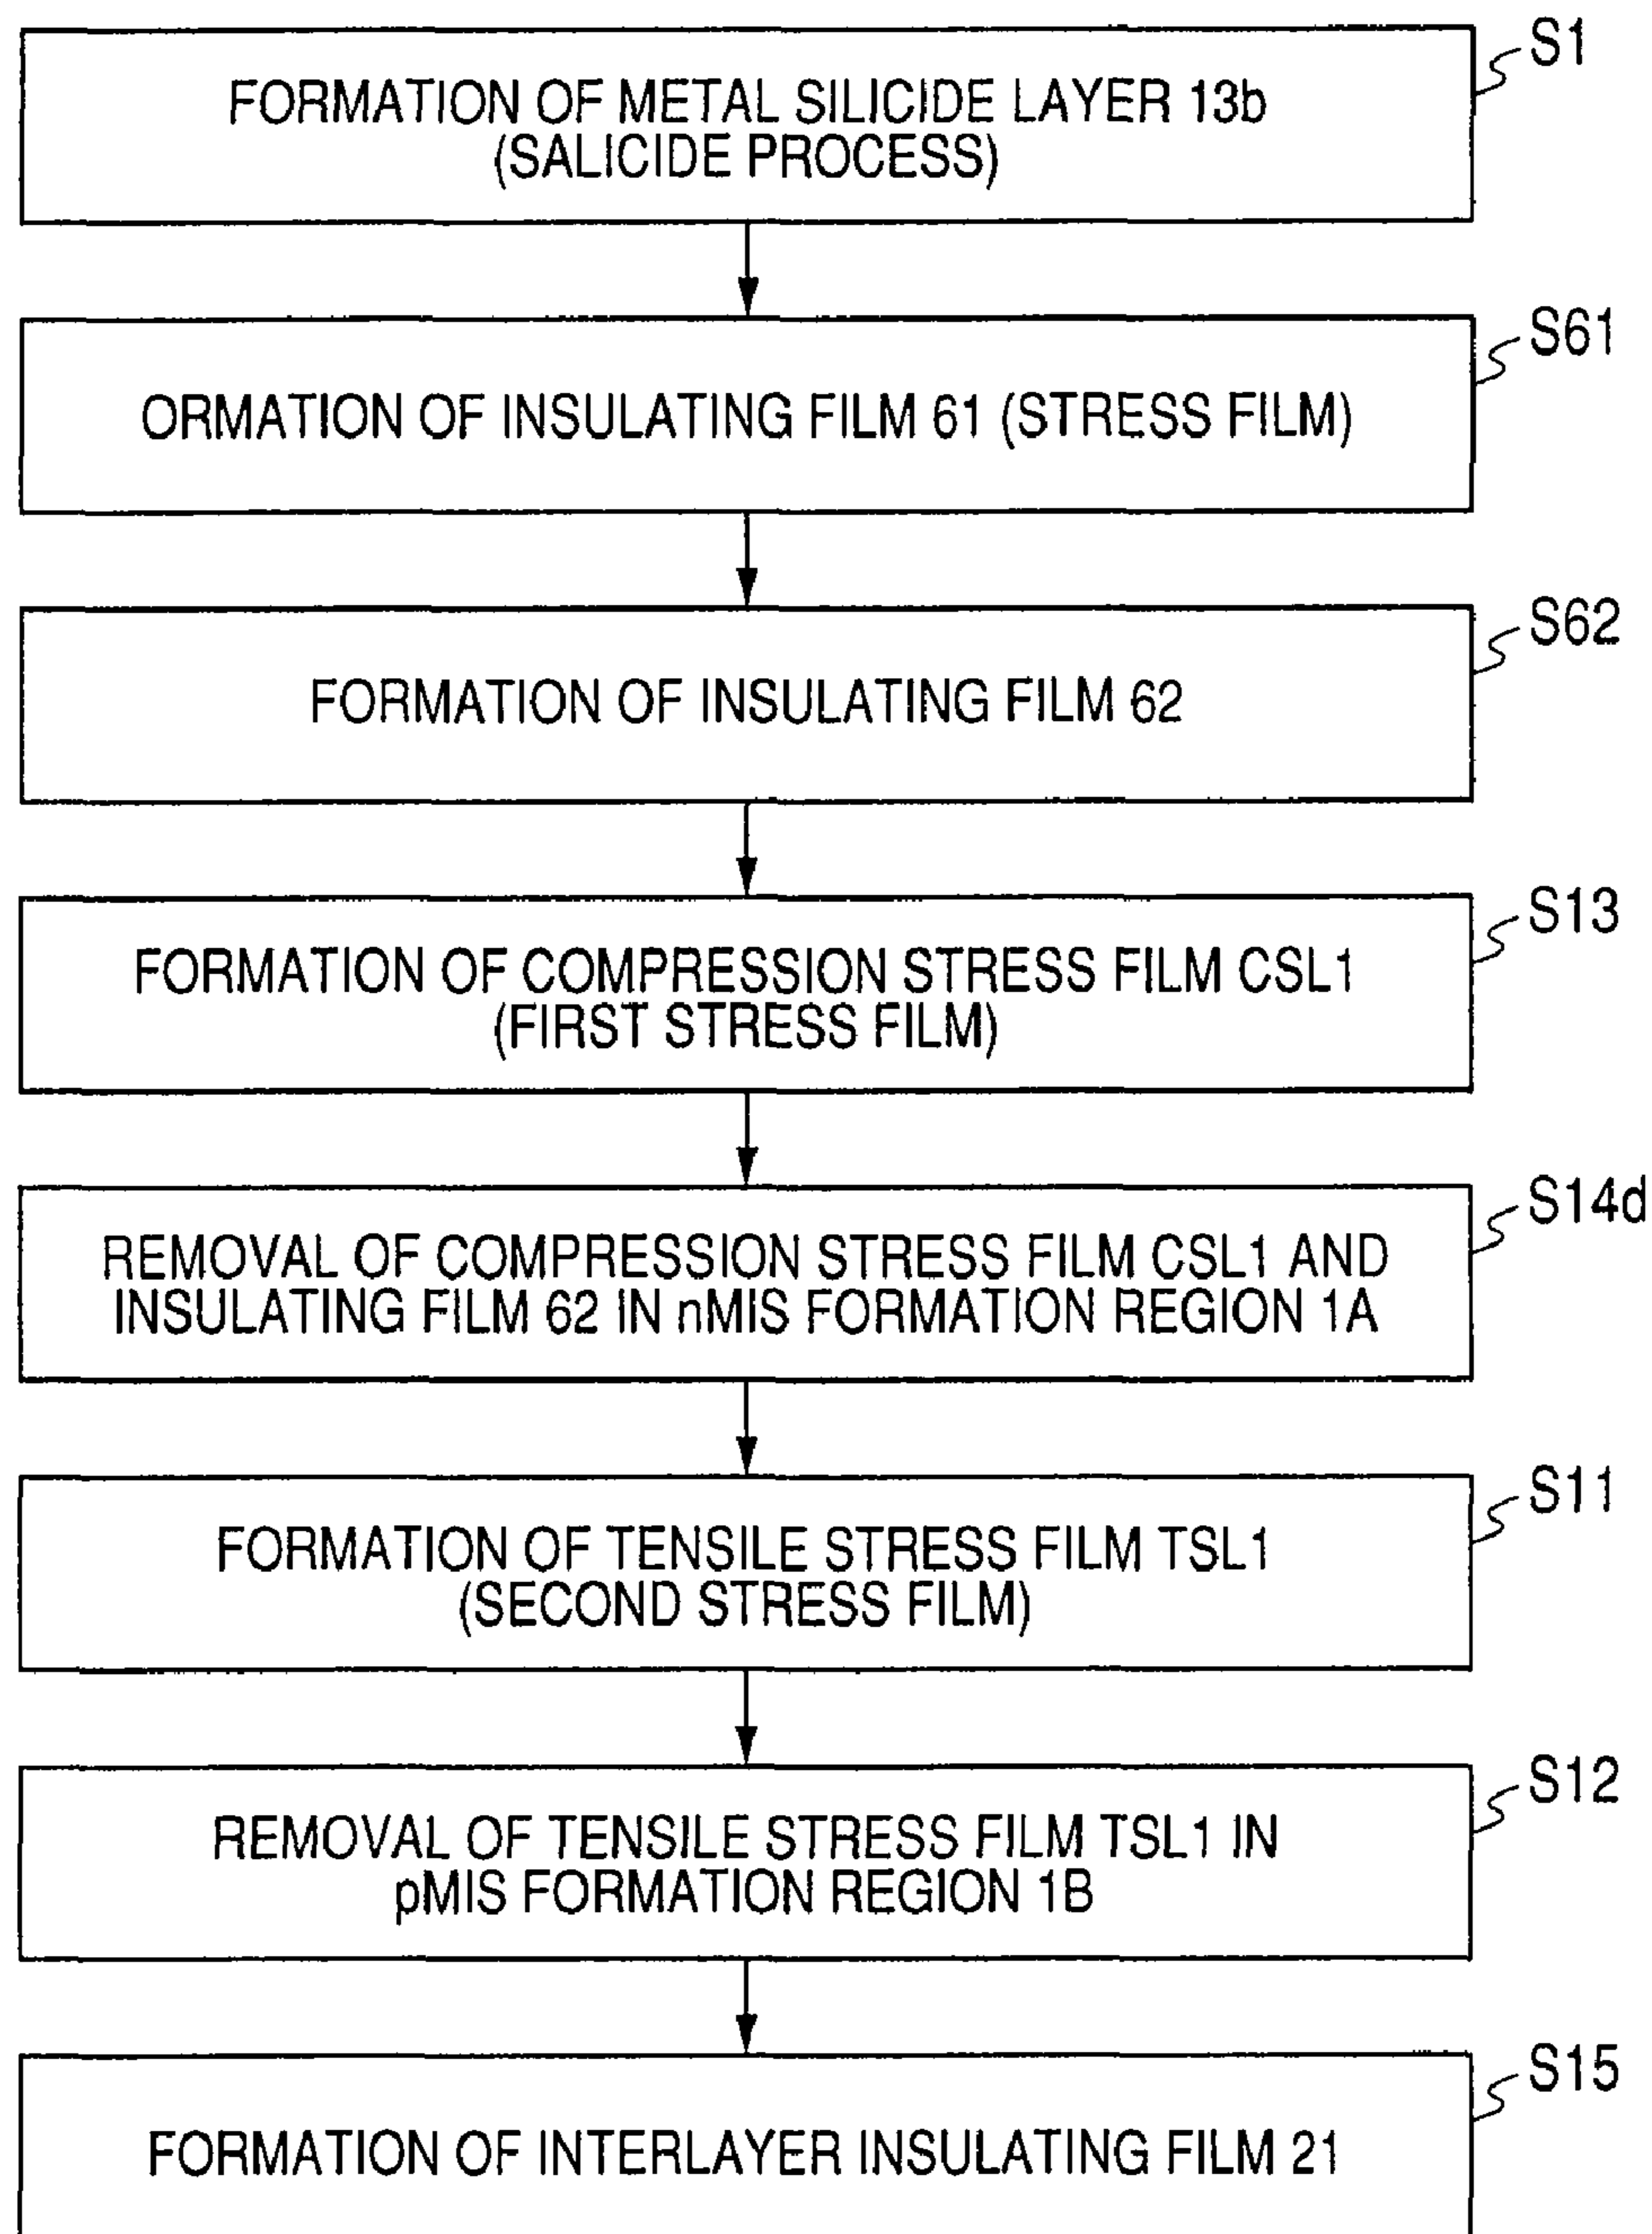 S1
FORMATION OF METAL SILICIDE LAYER 13b
(SALICIDE PROCESS)
S61
ORMATION OF INSULATING FILM 61 (STRESS FILM)
S62
FORMATION OF INSULATING FILM 62
S13
FORMATION OF COMPRESSION STRESS FILM CSL1
(FIRST STRESS FILM)
S14d
REMOVAL OF COMPRESSION STRESS FILM CSL1 AND
INSULATING FILM 62 IN nMIS FORMATION REGION 1A
S11
FORMATION OF TENSILE STRESS FILM TSL1
(SECOND STRESS FILM)
S12
REMOVAL OF TENSILE STRESS FILM TSL1 IN
pMIS FORMATION REGION 1B
S15
FORMATION OF INTERLAYER INSULATING FILM 21